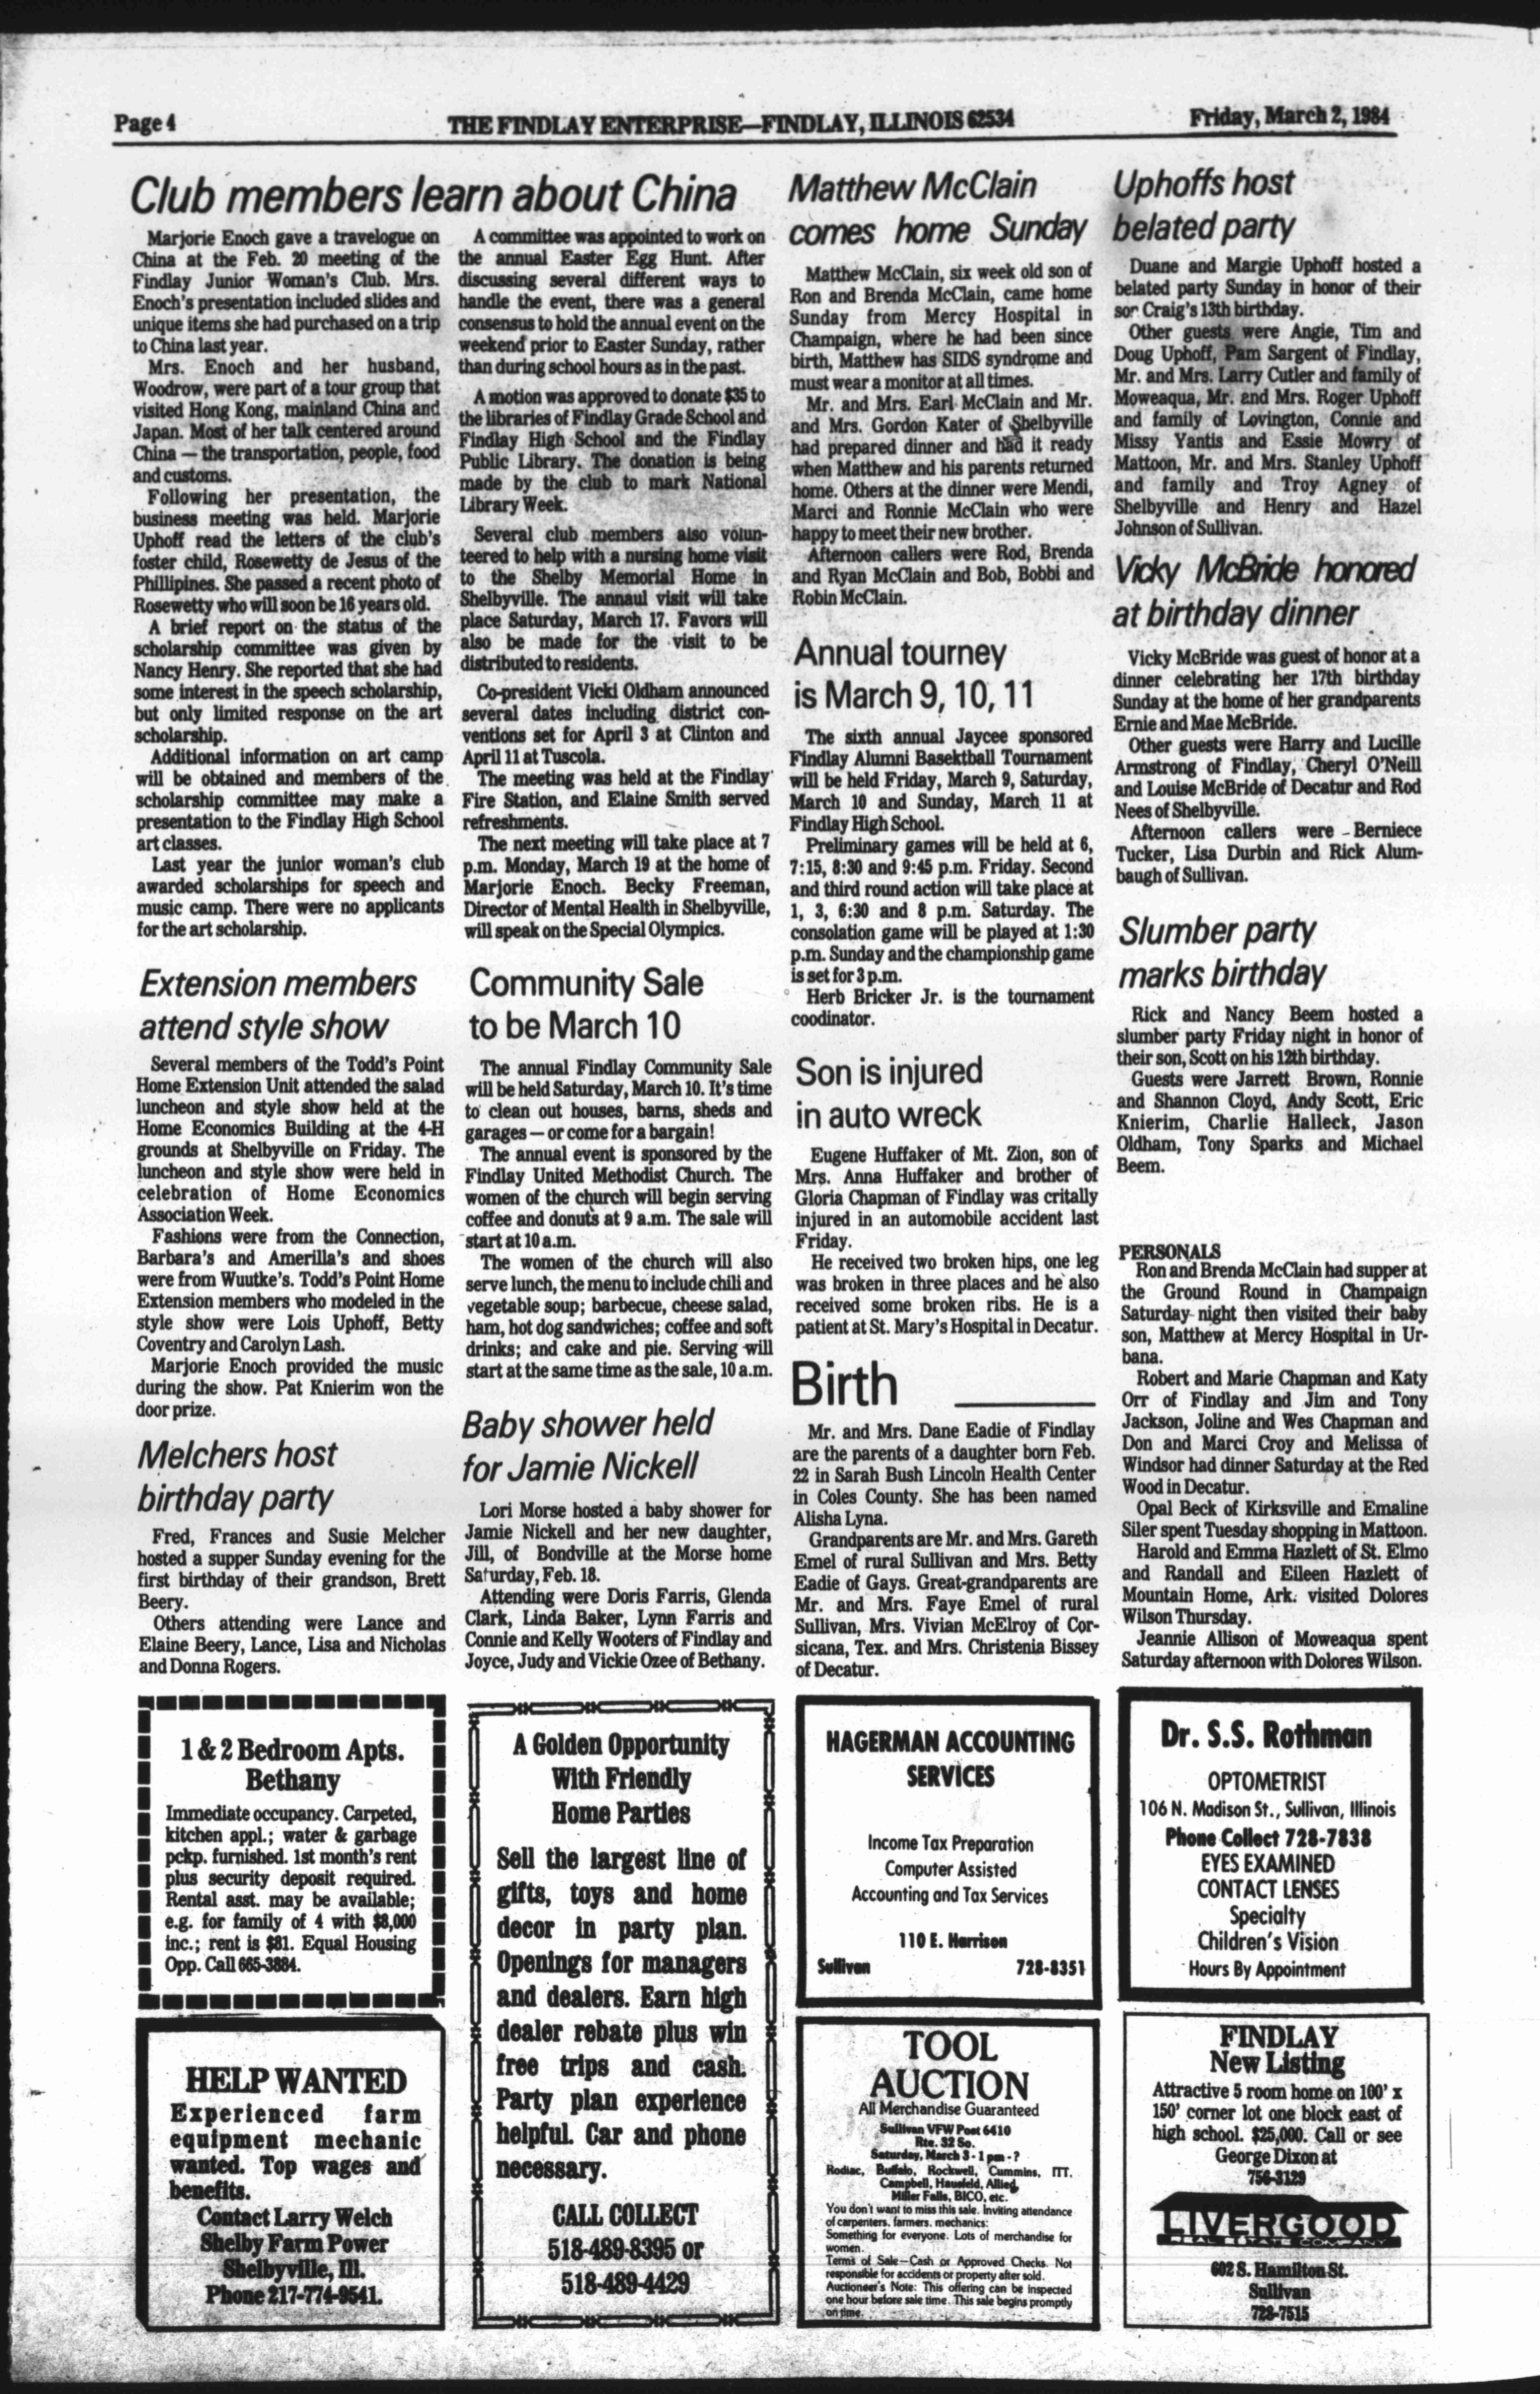 Page 4
THE FINDLAY ENTERPRISE—FINDLAY, ILLINOIS 62534
Friday, March 2, 1984
Club members learn about China
Marjorie Enoch gave a travelogue on
China at the Feb. 20 meeting of the
Findlay Junior Woman's Club. Mrs.
Enoch's presentation included slides and
unique items she had purchased on a trip
to China last year.
Mrs. Enoch and her husband,
Woodrow, were part of a tour group that
visited Hong Kong, mainland China and
Japan. Most of her talk centered around
China — the transportation, people, food
and customs.
Following her presentation, the
business meeting was held. Marjorie
Uphoff read the letters of the club's
foster child, Rosewetty de Jesus of the
Phillipines. She passed a recent photo of
Rosewetty who will soon be 16 years old.
A brief report on the status of the
scholarship committee was given by
Nancy Henry. She reported that she had
some interest in the speech scholarship,
but only limited response on the art
scholarship.
Additional information on art camp
will be obtained and members of the
scholarship committee may make a
presentation to the Findlay High School
art classes.
Last year the junior woman's club
awarded scholarships for speech and
music camp. There were no applicants
for the art scholarship.
A committee was appointed to work on
the annual Easter Egg Hunt. After
discussing several different ways to
handle the event, there was a general
consensus to hold the annual event on the
weekend prior to Easter Sunday, rather
than during school hours as in the past.
A motion was approved to donate $35 to
the libraries of Findlay Grade School and
Findlay High School and the Findlay
Public Library. The donation is being
made by the club to mark National
Library Week.
Several club members also volun-
teered to help with a nursing home visit
to the Shelby Memorial Home in
Shelbyville. The annaul visit will take
place Saturday, March 17. Favors will
also be made for the visit to be
distributed to residents.
Co-president Vicki Oldham announced
several dates including district con-
ventions set for April 3 at Clinton and
April 11 at Tuscola.
The meeting was held at the Findlay
Fire Station, and Elaine Smith served
refreshments.
The next meeting will take place at 7
p.m. Monday, March 19 at the home of
Marjorie Enoch. Becky Freeman,
Director of Mental Health in Shelbyville,
will speak on the Special Olympics.
Extension members
attend style show
Several members of the Todd's Point
Home Extension Unit attended the salad
luncheon and style show held at the
Home Economics Building at the 4-H
grounds at Shelbyville on Friday. The
luncheon and style show were held in
celebration of Home Economics
Association Week.
Fashions were from the Connection,
Barbara's and Amerilla's and shoes
were from Wuutke's. Todd's Point Home
Extension members who modeled in the
style show were Lois Uphoff, Betty
Coventry and Carolyn Lash.
Marjorie Enoch provided the music
during the show. Pat Knierim won the
door prize.
Melchers host
birthday party
Fred, Frances and Susie Melcher
hosted a supper Sunday evening for the
first birthday of their grandson, Brett
Beery.
Others attending were Lance and
Elaine Beery, Lance, Lisa and Nicholas
and Donna Rogers.
Community Sale
to be March 10
The annual Findlay Community Sale
will be held Saturday, March 10. It's time
to clean out houses, barns, sheds and
garages — or come for a bargain!
The annual event is sponsored by the
Findlay United Methodist Church. The
women of the church will begin serving
coffee and donuts at 9 a.m. The sale will
start at 10 a.m.
The women of the church will also
serve lunch, the menu to include chili and
vegetable soup; barbecue, cheese salad,
ham, hot dog sandwiches; coffee and soft
drinks; and cake and pie. Serving will
start at the same time as the sale, 10 a.m.
Baby shower held
for Jamie Nickell
Lori Morse hosted a baby shower for
Jamie Nickell and her new daughter,
Jill, of Bondville at the Morse home
Saturday, Feb. 18.
Attending were Doris Farris, Glenda
Clark, Linda Baker, Lynn Farris and
Connie and Kelly Wooters of Findlay and
Joyce, Judy and Vickie Ozee of Bethany.
Matthew McClain
comes home Sunday
Matthew McClain, six week old son of
Ron and Brenda McClain, came home
Sunday from Mercy Hospital in
Champaign, where he had been since
birth, Matthew has SIDS syndrome and
must wear a monitor at all times.
Mr. and Mrs. Earl McClain and Mr.
and Mrs. Gordon Kater of Shelbyville
had prepared dinner and had it ready
when Matthew and his parents returned
home. Others at the dinner were Mendi,
Marci and Ronnie McClain who were
happy to meet their new brother.
Afternoon callers were Rod, Brenda
and Ryan McClain and Bob, Bobbi and
Robin McClain.
Annual tourney
is March 9, 10, 11
The sixth annual Jaycee sponsored
Findlay Alumni Basektball Tournament
will be held Friday, March 9, Saturday,
March 10 and Sunday, March 11 at
Findlay High School.
Preliminary games will be held at 6,
7:15, 8:30 and 9:45 p.m. Friday. Second
and third round action will take place at
1, 3, 6:30 and 8 p.m. Saturday. The
consolation game will be played at 1:30
p.m. Sunday and the championship game
is set for 3 p.m.
Herb Bricker Jr. is the tournament
coodinator.
Son is injured
in auto wreck
Eugene Huffaker of Mt. Zion, son of
Mrs. Anna Huffaker and brother of
Gloria Chapman of Findlay was critally
injured in an automobile accident last
Friday.
He received two broken hips, one leg
was broken in three places and he also
received some broken ribs. He is a
patient at St. Mary's Hospital in Decatur.
Birth
Mr. and Mrs. Dane Eadie of Findlay
are the parents of a daughter born Feb.
22 in Sarah Bush Lincoln Health Center
in Coles County. She has been named
Alisha Lyna.
Grandparents are Mr. and Mrs. Gareth
Emel of rural Sullivan and Mrs. Betty
Eadie of Gays. Great-grandparents are
Mr. and Mrs. Faye Emel of rural
Sullivan, Mrs. Vivian McElroy of Cor-
sicana, Tex. and Mrs. Christenia Bissey
of Decatur.
Uphoffs host
belated party
Duane and Margie Uphoff hosted a
belated party Sunday in honor of their
sor Craig's 13th birthday.
Other guests were Angie, Tim and
Doug Uphoff, Pam Sargent of Findlay,
Mr. and Mrs. Larry Cutler and family of
Moweaqua, Mr. and Mrs. Roger Uphoff
and family of Lovington, Connie and
Missy Yantis and Essie Mowry of
Mattoon, Mr. and Mrs. Stanley Uphoff
and family and Troy Agney of
Shelbyville and Henry and Hazel
Johnson of Sullivan.
Vicky McBride honored
at birthday dinner
Vicky McBride was guest of honor at a
dinner celebrating her 17th birthday
Sunday at the home of her grandparents
Ernie and Mae McBride.
Other guests were Harry and Lucille
Armstrong of Findlay, Cheryl O'Neill
and Louise McBride of Decatur and Rod
Nees of Shelbyville.
Afternoon callers were Berniece
Tucker, Lisa Durbin and Rick Alum-
baugh of Sullivan.
Slumber party
marks birthday
Rick and Nancy Beem hosted a
slumber party Friday night in honor of
their son, Scott on his 12th birthday.
Guests were Jarrett Brown, Ronnie
and Shannon Cloyd, Andy Scott, Eric
Knierim, Charlie Halleck, Jason
Oldham, Tony Sparks and Michael
Beem.
PERSONALS
Ron and Brenda McClain had supper at
the Ground Round in Champaign
Saturday night then visited their baby
son, Matthew at Mercy Hospital in Ur-
bana.
Robert and Marie Chapman and Katy
Orr of Findlay and Jim and Tony
Jackson, Joline and Wes Chapman and
Don and Marci Croy and Melissa of
Windsor had dinner Saturday at the Red
Wood in Decatur.
Opal Beck of Kirksville and Emaline
Siler spent Tuesday shopping in Mattoon.
Harold and Emma Hazlett of St. Elmo
and Randall and Eileen Hazlett of
Mountain Home, Ark. visited Dolores
Wilson Thursday.
Jeannie Allison of Moweaqua spent
Saturday afternoon with Dolores Wilson.
1 & 2 Bedroom Apts.
Bethany
Immediate occupancy. Carpeted,
kitchen appl.; water & garbage
pckp. furnished. 1st month's rent
plus security deposit required.
Rental asst. may be available;
e.g. for family of 4 with $8,000
inc.; rent is $81. Equal Housing
Opp. Call 665-3884.
HELP WANTED
Experienced farm
equipment mechanic
wanted. Top wages and
benefits.
Contact Larry Welch
Shelby Farm Power
Shelbyville, Ill.
Phone 217-774-9541.
A Golden Opportunity
With Friendly
Home Parties
Sell the largest line of
gifts, toys and home
decor in party plan.
Openings for managers
and dealers. Earn high
dealer rebate plus win
free trips and cash.
Party plan experience
helpful. Car and phone
necessary.
CALL COLLECT
518-489-8395 or
518-489-4429
HAGERMAN ACCOUNTING
SERVICES
Income Tax Preparation
Computer Assisted
Accounting and Tax Services
110 E. Harrison
Sullivan 728-8351
TOOL
AUCTION
All Merchandise Guaranteed
Sullivan VFW Post 6410
Rte. 32 So.
Saturday, March 3 - 1 pm - ?
Rodiac, Buffalo, Rockwell, Cummins, ITT,
Campbell, Hausfeld, Allied,
Miller Falls, BICO, etc.
You don't want to miss this sale. Inviting attendance
of carpenters, farmers, mechanics:
Something for everyone. Lots of merchandise for
women.
Terms of Sale—Cash or Approved Checks. Not
responsible for accidents or property after sold.
Auctioneer's Note: This offering can be inspected
one hour before sale time. This sale begins promptly
on time.
Dr. S.S. Rothman
OPTOMETRIST
106 N. Madison St., Sullivan, Illinois
Phone Collect 728-7838
EYES EXAMINED
CONTACT LENSES
Specialty
Children's Vision
Hours By Appointment
FINDLAY
New Listing
Attractive 5 room home on 100' x
150' corner lot one block east of
high school. $25,000. Call or see
George Dixon at
756-3129
LIVERGOOD
REAL ESTATE COMPANY
602 S. Hamilton St.
Sullivan
728-7515